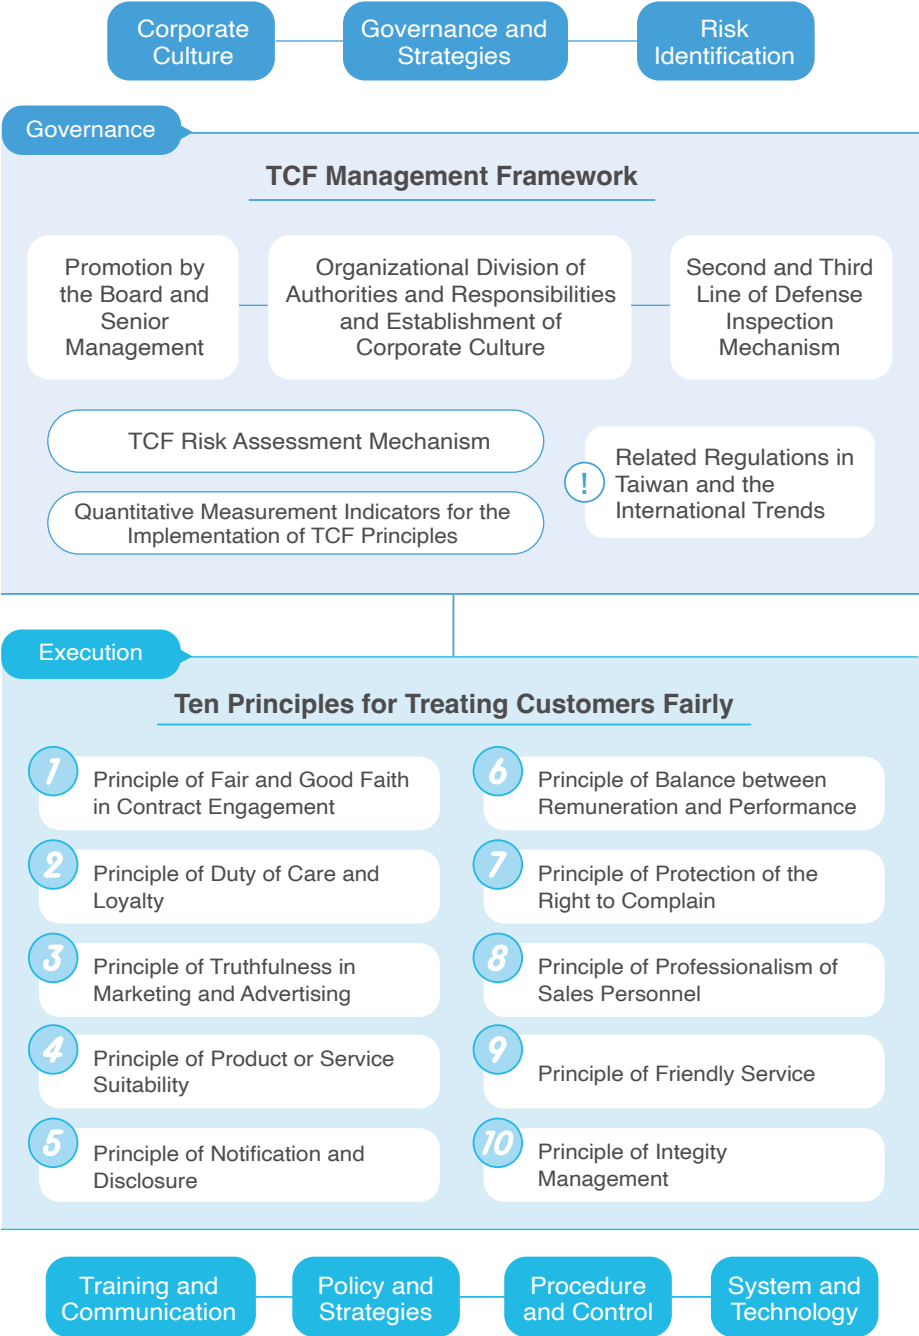 Corporate
Culture
Governance and
Strategies
Risk
Identification
Governance
TCF Management Framework
Promotion by
the Board and
Senior
Management
Organizational Division of
Authorities and Responsibilities
and Establishment of
Corporate Culture
Second and Third
Line of Defense
Inspection
Mechanism
TCF Risk Assessment Mechanism
Quantitative Measurement Indicators for the
Implementation of TCF Principles
!
Related Regulations in
Taiwan and the
International Trends
Execution
Ten Principles for Treating Customers Fairly
1
Principle of Fair and Good Faith
in Contract Engagement
2
Principle of Duty of Care and
Loyalty
3
Principle of Truthfulness in
Marketing and Advertising
4
Principle of Product or Service
Suitability
5
Principle of Notification and
Disclosure
6
Principle of Balance between
Remuneration and Performance
7
Principle of Protection of the
Right to Complain
8
Principle of Professionalism of
Sales Personnel
9
Principle of Friendly Service
10
Principle of Integity
Management
Training and
Communication
Policy and
Strategies
Procedure
and Control
System and
Technology